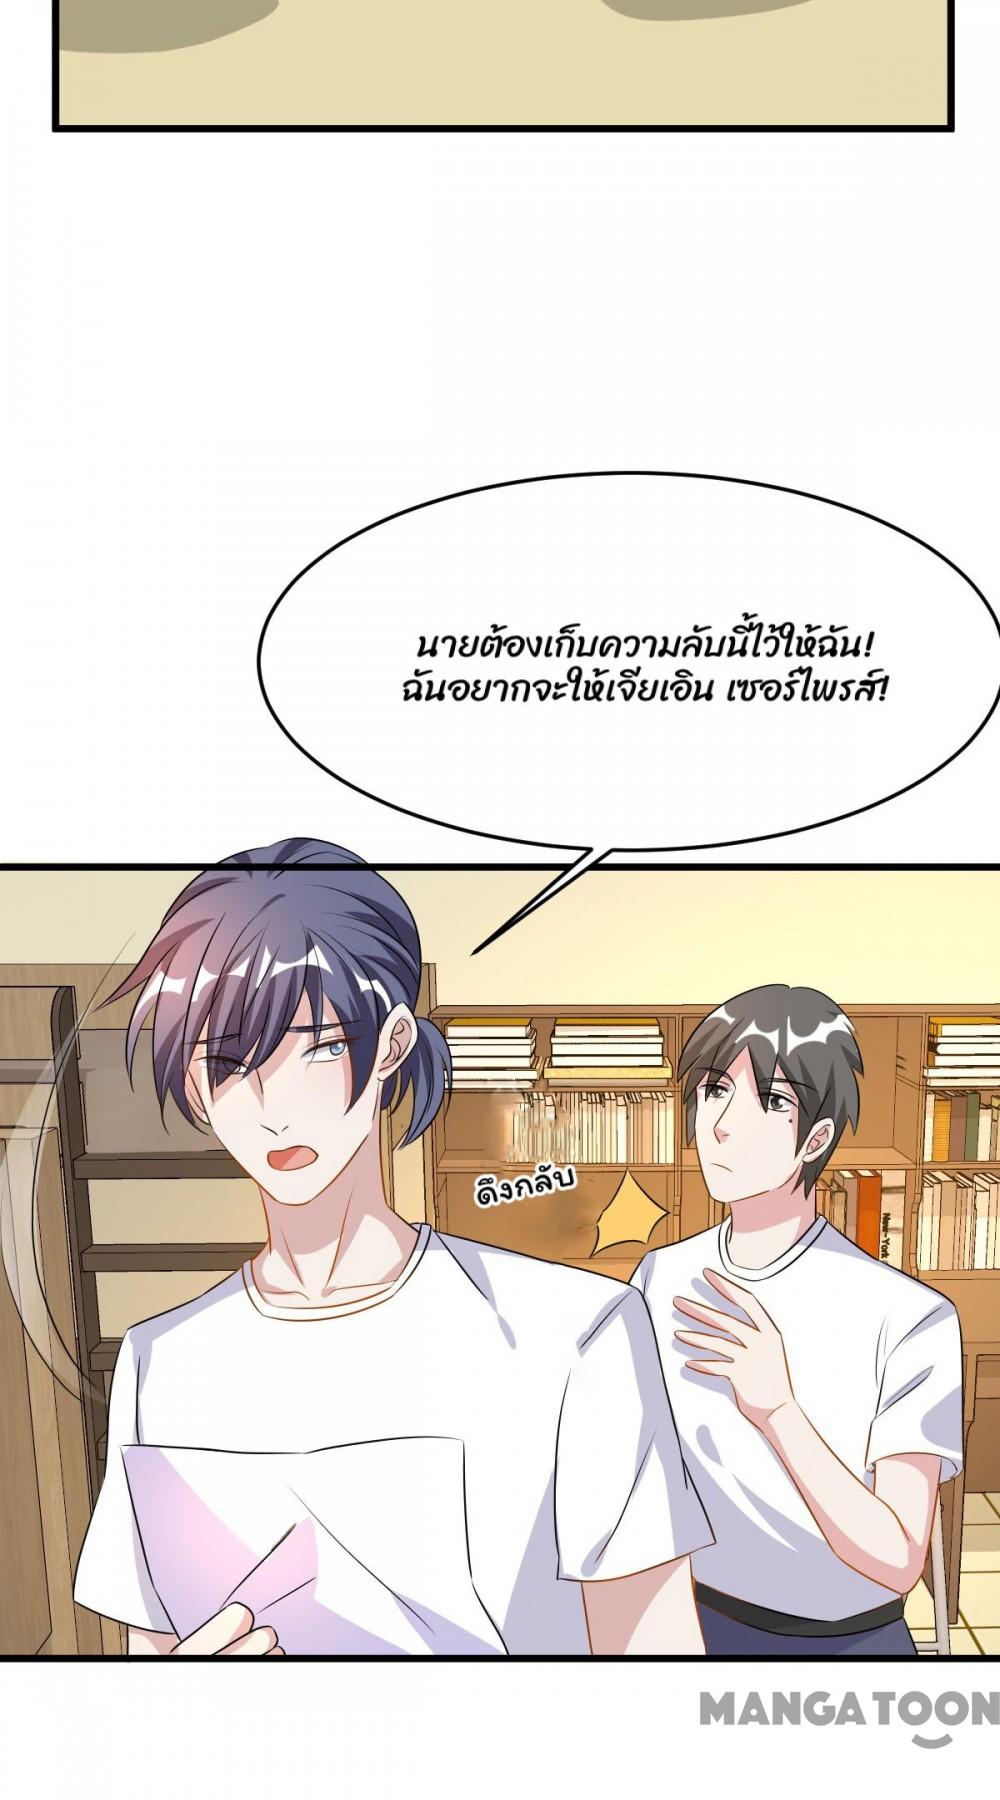 นายต้องเก็บความลับนี้ไว้ให้ฉัน!
ฉันอยากจะให้เจียเอินเซอร์ไพรส์!
ดึงกลับ
New-York
MANGATOON